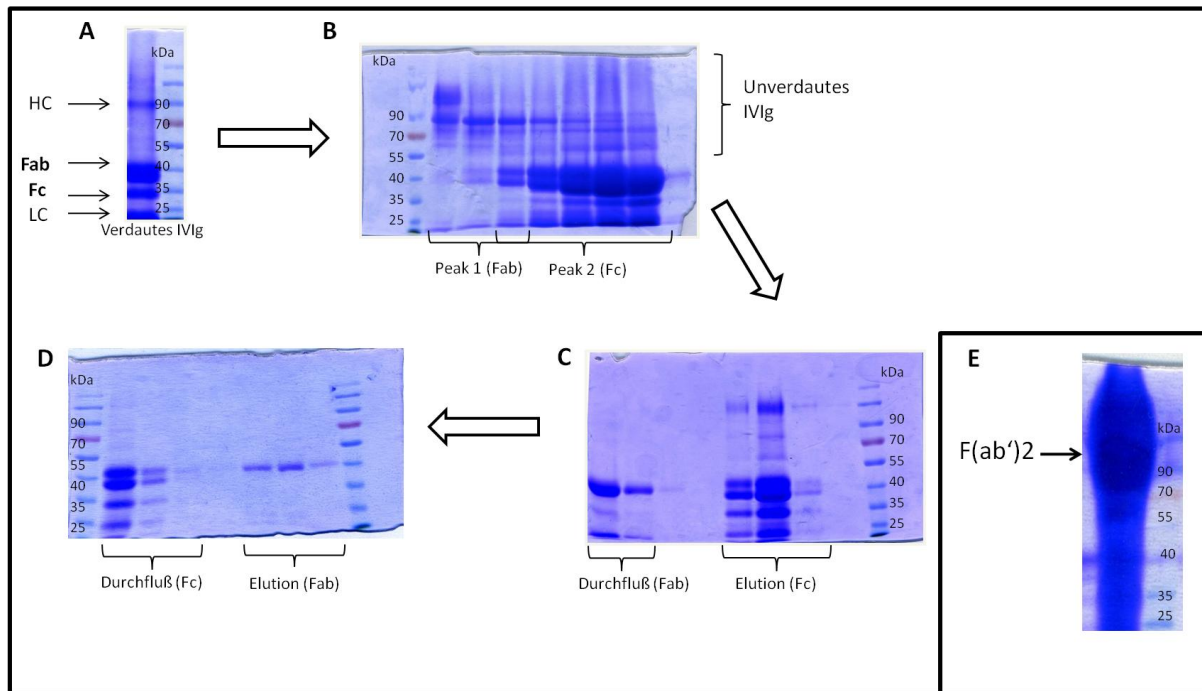 A
kDa
HC
90
70
55
Fab
40
35
Fc
LC
25
Verdautes IVIg
B
kDa
90
70
55
40
35
25
Unverdautes
IVIg
Peak 1 (Fab)
Peak 2 (Fc)
D
kDa
90
70
55
40
35
25
Durchfluß (Fc)
Elution (Fab)
C
kDa
90
70
55
40
35
25
Durchfluß (Fab)
Elution (Fc)
E
kDa
F(ab‘)2
90
70
55
40
35
25